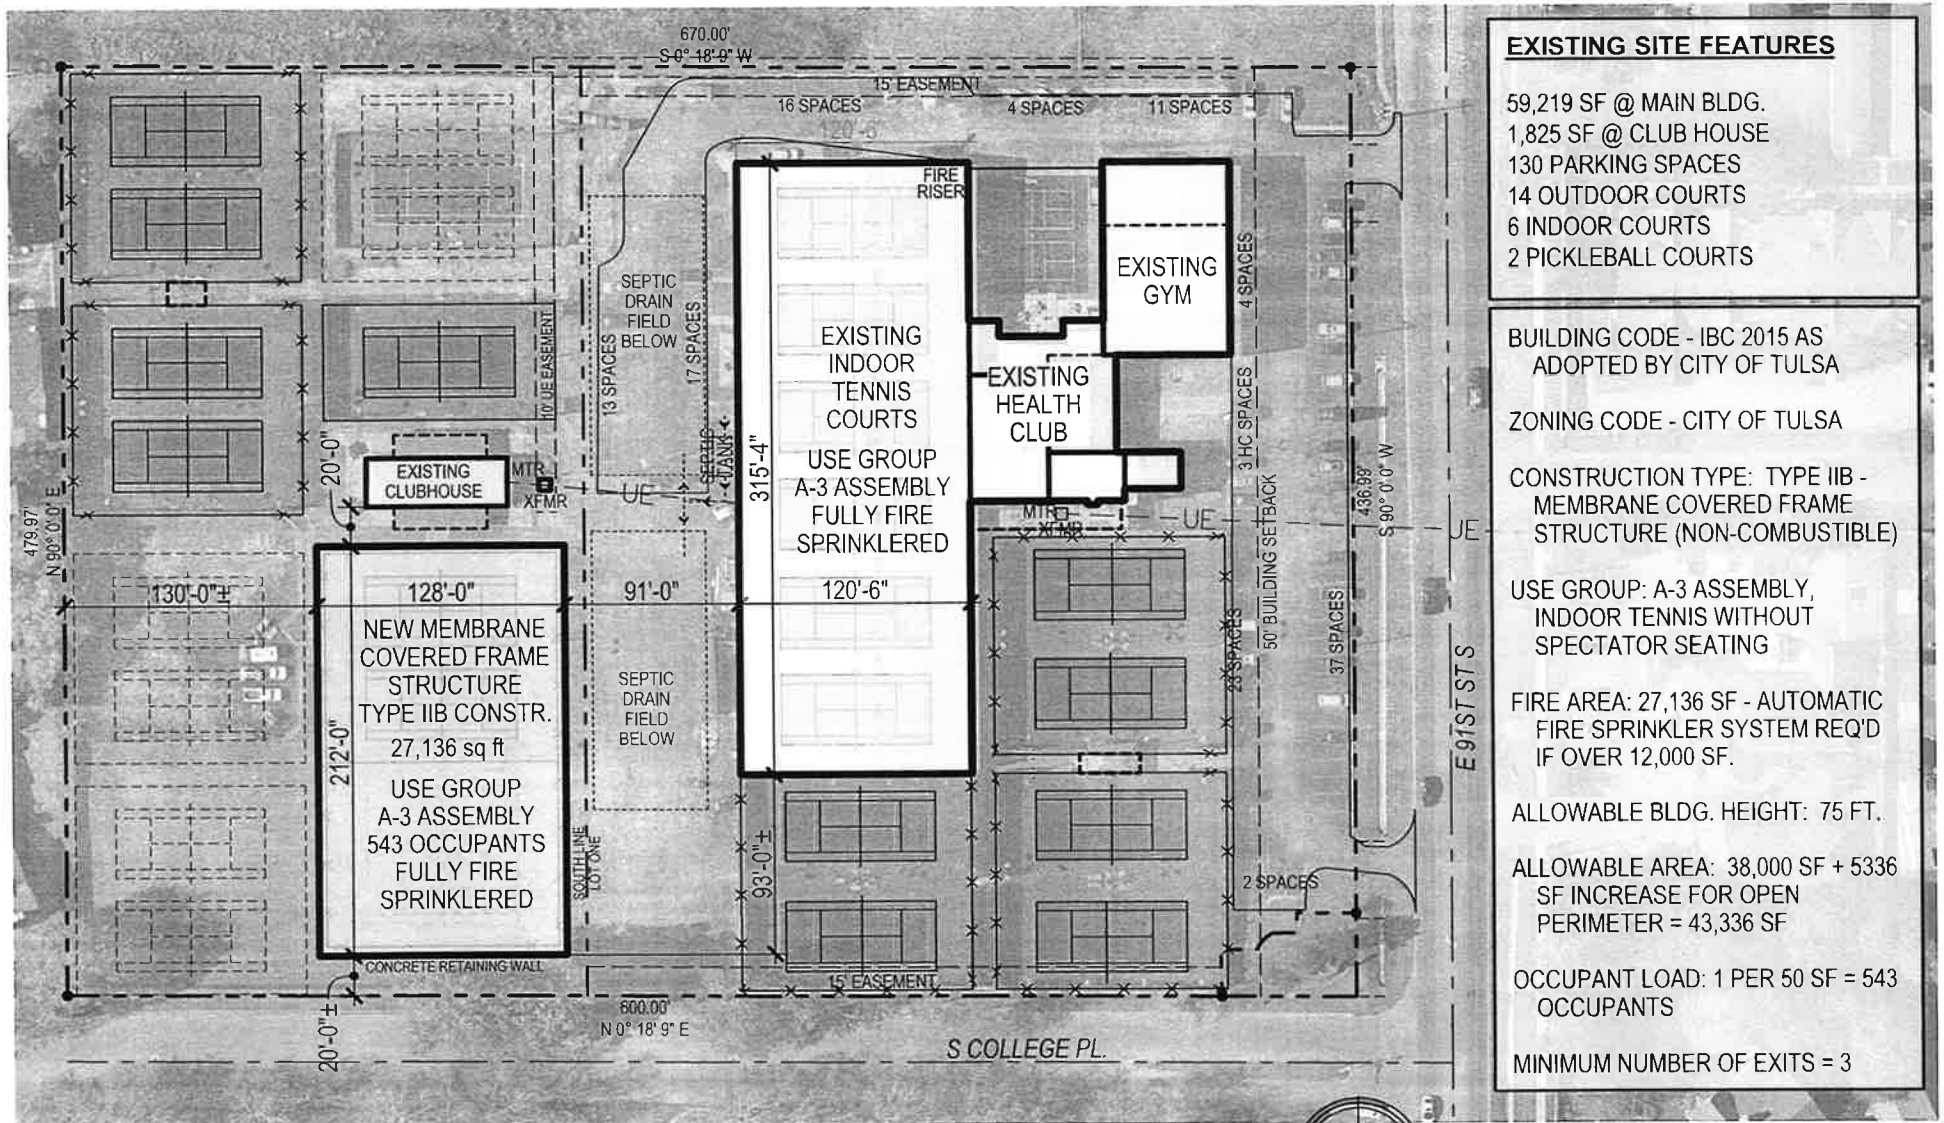 670.00'
S 0° 18' 9" W
15' EASEMENT
16 SPACES
4 SPACES
11 SPACES
120'-6"
FIRE
RISER
EXISTING
GYM
4 SPACES
SEPTIC
DRAIN
FIELD
BELOW
13 SPACES
17 SPACES
10' UE EASEMENT
EXISTING
INDOOR
TENNIS
COURTS
USE GROUP
A-3 ASSEMBLY
FULLY FIRE
SPRINKLERED
315'-4"
EXISTING
HEALTH
CLUB
3 HC SPACES
50' BUILDING SETBACK
436.99'
S 90° 0' 0" W
20'-0"
EXISTING
CLUBHOUSE
MTR
XFMR
UE
SEPTIC
TANK
MTR
XFMR
UE
UE
479.97'
N 90° 0' 0" E
130'-0"±
128'-0"
91'-0"
120'-6"
NEW MEMBRANE
COVERED FRAME
STRUCTURE
TYPE IIB CONSTR.
27,136 sq ft
USE GROUP
A-3 ASSEMBLY
543 OCCUPANTS
FULLY FIRE
SPRINKLERED
212'-0"
SEPTIC
DRAIN
FIELD
BELOW
23 SPACES
37 SPACES
E 91ST ST S
SOUTH LINE
LOT ONE
93'-0"±
2 SPACES
CONCRETE RETAINING WALL
15' EASEMENT
20'-0"±
600.00'
N 0° 18' 9" E
S COLLEGE PL.
EXISTING SITE FEATURES
59,219 SF @ MAIN BLDG.
1,825 SF @ CLUB HOUSE
130 PARKING SPACES
14 OUTDOOR COURTS
6 INDOOR COURTS
2 PICKLEBALL COURTS
BUILDING CODE - IBC 2015 AS
ADOPTED BY CITY OF TULSA
ZONING CODE - CITY OF TULSA
CONSTRUCTION TYPE: TYPE IIB -
MEMBRANE COVERED FRAME
STRUCTURE (NON-COMBUSTIBLE)
USE GROUP: A-3 ASSEMBLY,
INDOOR TENNIS WITHOUT
SPECTATOR SEATING
FIRE AREA: 27,136 SF - AUTOMATIC
FIRE SPRINKLER SYSTEM REQ'D
IF OVER 12,000 SF.
ALLOWABLE BLDG. HEIGHT: 75 FT.
ALLOWABLE AREA: 38,000 SF + 5336
SF INCREASE FOR OPEN
PERIMETER = 43,336 SF
OCCUPANT LOAD: 1 PER 50 SF = 543
OCCUPANTS
MINIMUM NUMBER OF EXITS = 3